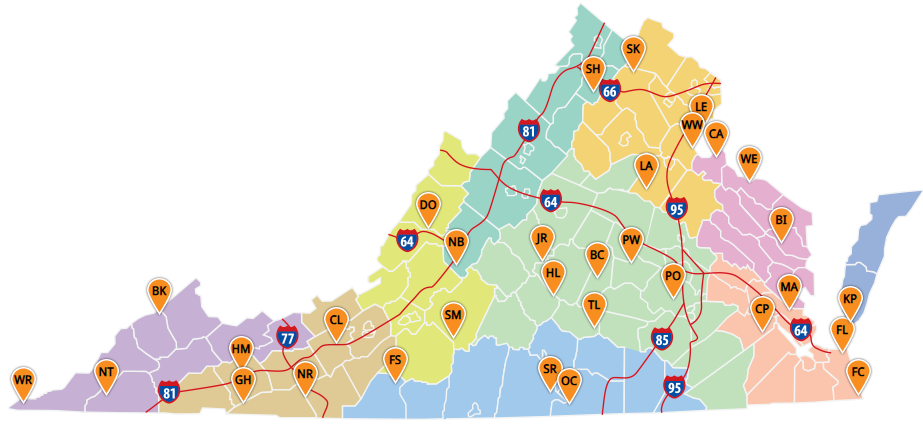 SK
SH
66
LE
WW
81
CA
WE
LA
64
DO
95
BI
JR
PW
64
NB
BC
HL
PO
BK
MA
KP
CP
TL
CL
SM
64
FL
77
85
HM
FS
SR
NT
GH
NR
OC
FC
WR
81
95